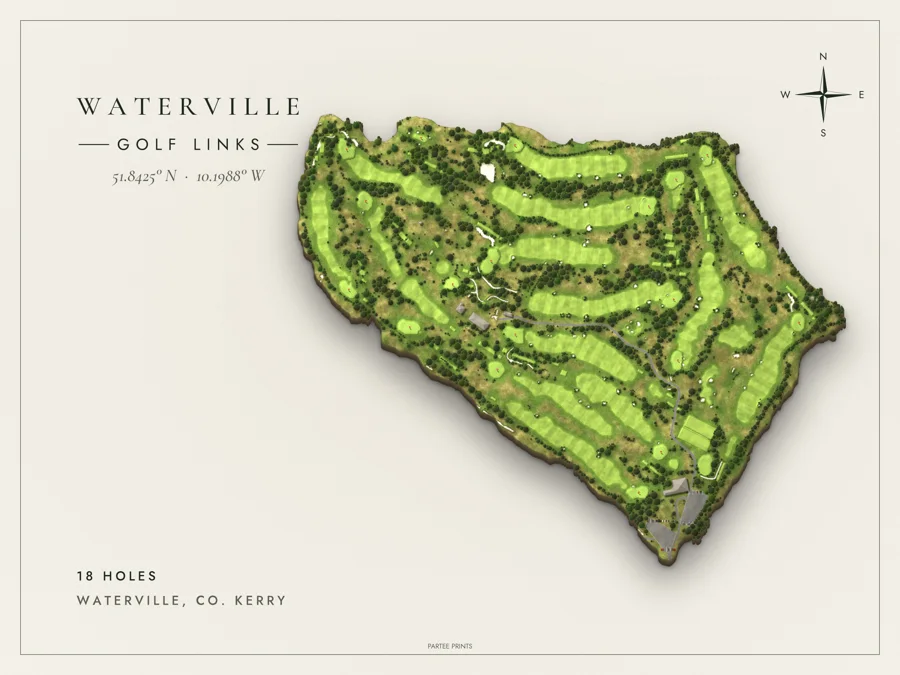 WATERVILLE
GOLF LINKS
51.8425° N · 10.1988° W
N
W E
S
18 HOLES
WATERVILLE, CO. KERRY
PARTEE PRINTS